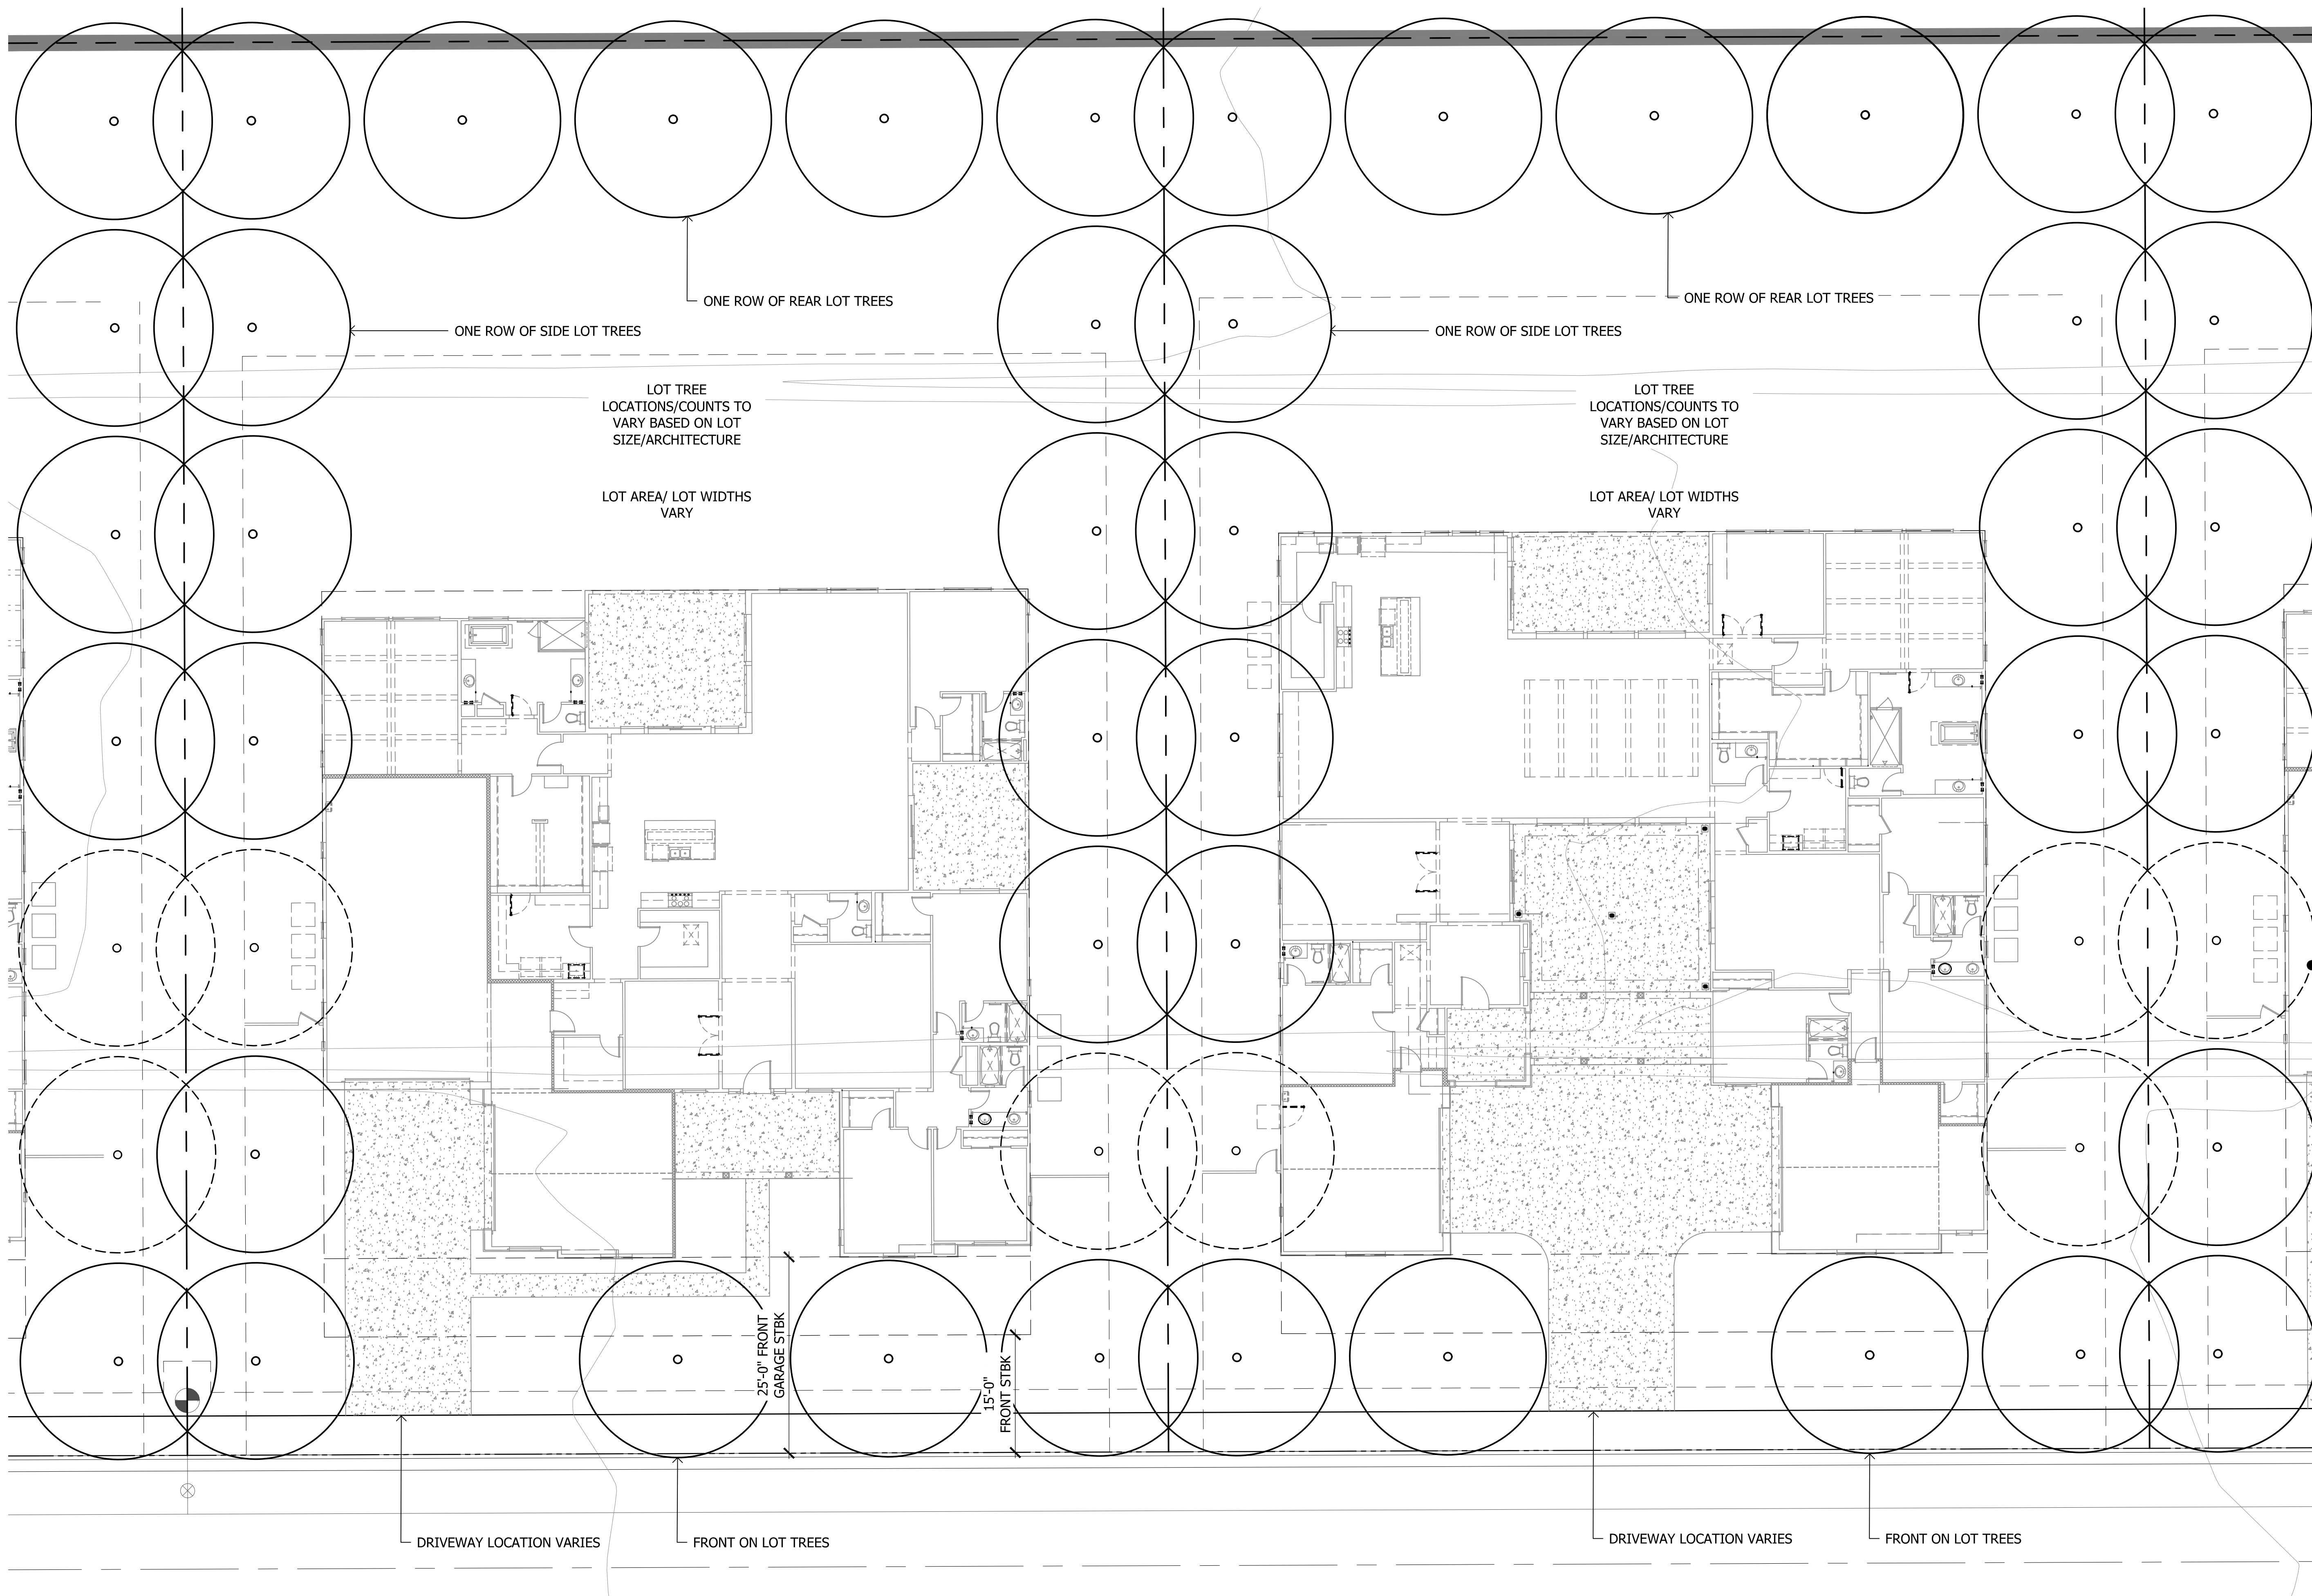 ONE ROW OF REAR LOT TREES
ONE ROW OF REAR LOT TREES
ONE ROW OF SIDE LOT TREES
ONE ROW OF SIDE LOT TREES
LOT TREE
LOCATIONS/COUNTS TO
VARY BASED ON LOT
SIZE/ARCHITECTURE
LOT TREE
LOCATIONS/COUNTS TO
VARY BASED ON LOT
SIZE/ARCHITECTURE
LOT AREA/ LOT WIDTHS
VARY
LOT AREA/ LOT WIDTHS
VARY
25'-0" FRONT
GARAGE STBK
15'-0"
FRONT STBK
DRIVEWAY LOCATION VARIES
FRONT ON LOT TREES
DRIVEWAY LOCATION VARIES
FRONT ON LOT TREES